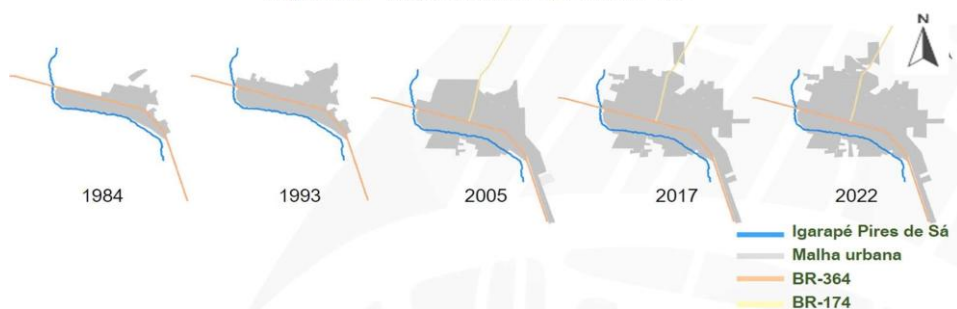 N
1984
1993
2005
2017
2022
Igarapé Pires de Sá
Malha urbana
BR-364
BR-174